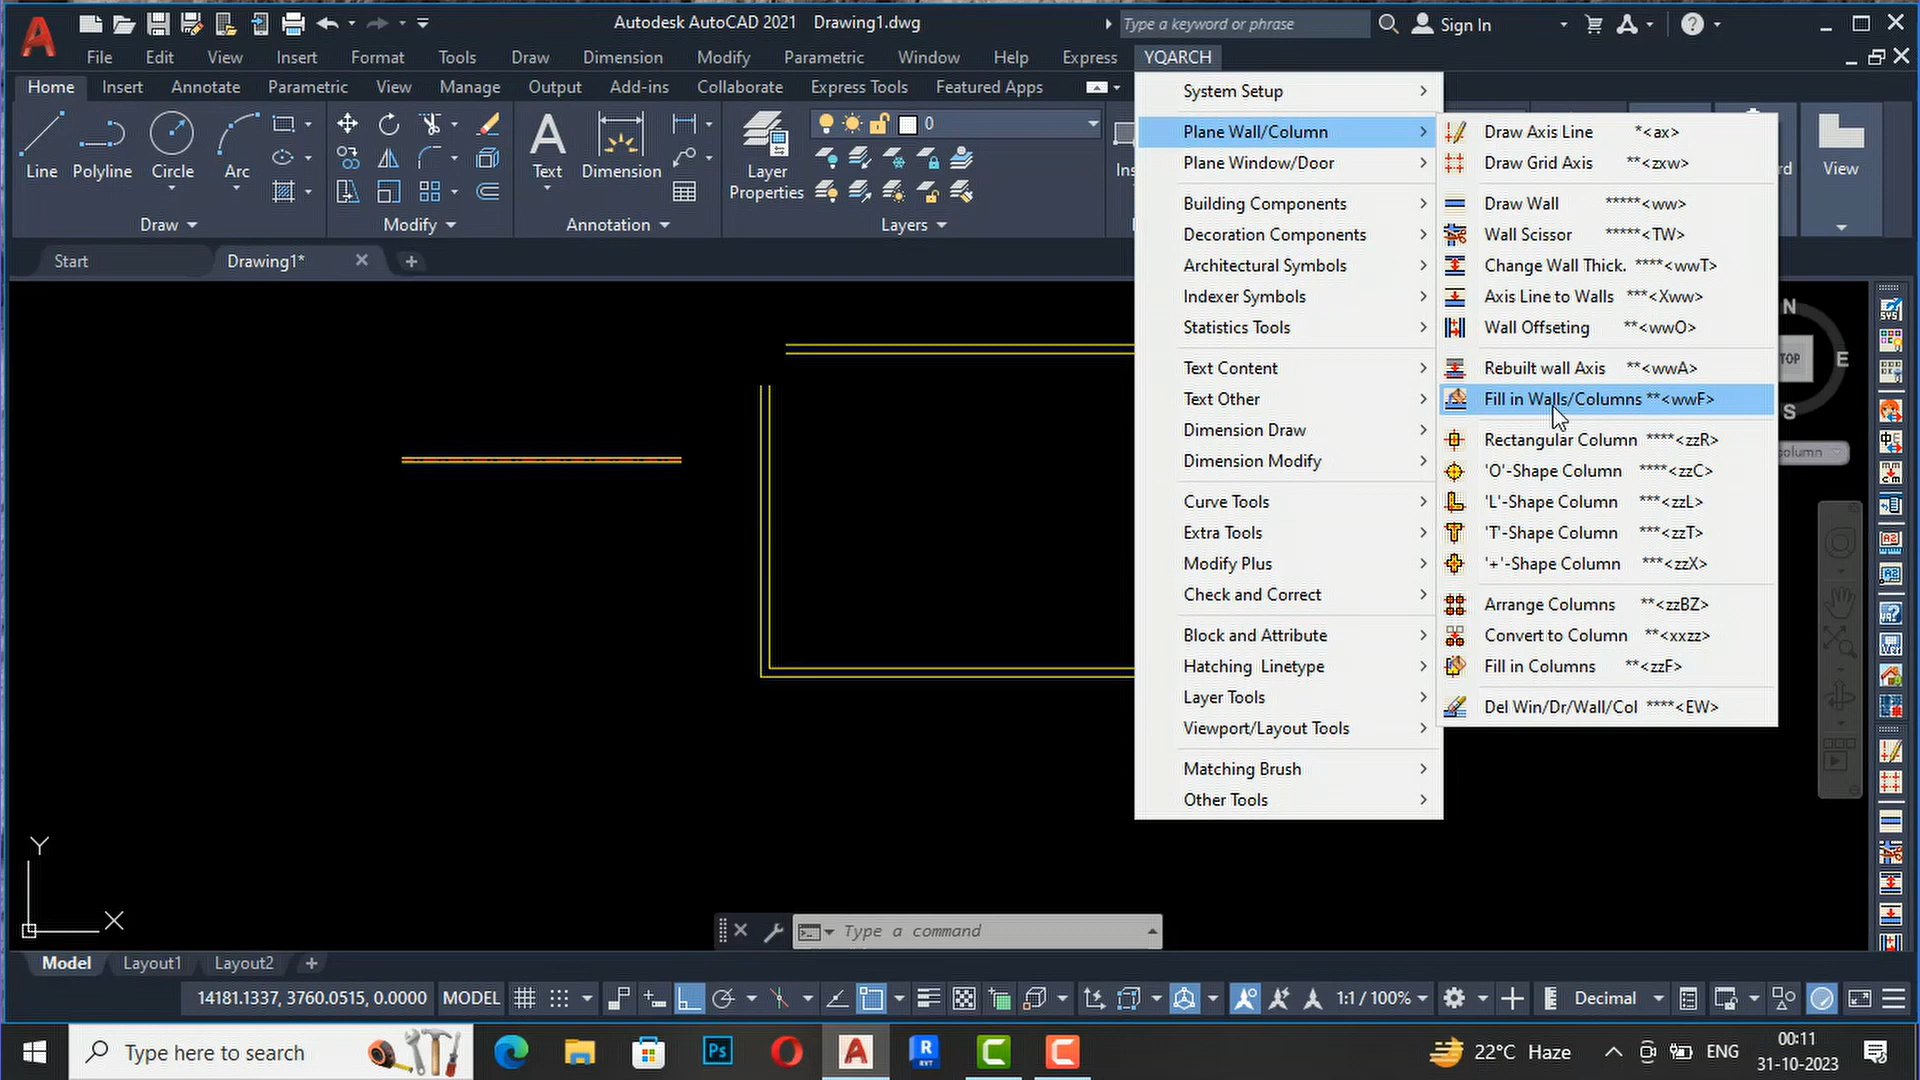 Autodesk AutoCAD 2021 Drawing1.dwg
Type a keyword or phrase
Sign In
File Edit View Insert Format Tools Draw Dimension Modify Parametric Window Help Express YQARCH
Home Insert Annotate Parametric View Manage Output Add-ins Collaborate Express Tools Featured Apps
Line Polyline Circle Arc
Text Dimension
Layer Properties
0
Ins
View
Draw Modify Annotation Layers
Start Drawing1*
System Setup
Plane Wall/Column
Plane Window/Door
Building Components
Decoration Components
Architectural Symbols
Indexer Symbols
Statistics Tools
Text Content
Text Other
Dimension Draw
Dimension Modify
Curve Tools
Extra Tools
Modify Plus
Check and Correct
Block and Attribute
Hatching Linetype
Layer Tools
Viewport/Layout Tools
Matching Brush
Other Tools
Draw Axis Line *<ax>
Draw Grid Axis **<zxw>
Draw Wall *****<ww>
Wall Scissor *****<TW>
Change Wall Thick. ****<wwT>
Axis Line to Walls ***<Xww>
Wall Offseting **<wwO>
Rebuilt wall Axis **<wwA>
Fill in Walls/Columns **<wwF>
Rectangular Column ****<zzR>
'O'-Shape Column ****<zzC>
'L'-Shape Column ***<zzL>
'T'-Shape Column ***<zzT>
'+'-Shape Column ***<zzX>
Arrange Columns **<zzBZ>
Convert to Column **<xxzz>
Fill in Columns **<zzF>
Del Win/Dr/Wall/Col ****<EW>
N
TOP
E
S
Y
X
Type a command
Model Layout1 Layout2
14181.1337, 3760.0515, 0.0000 MODEL 1:1 / 100% Decimal
Type here to search
Ps
22°C Haze ENG
00:11
31-10-2023